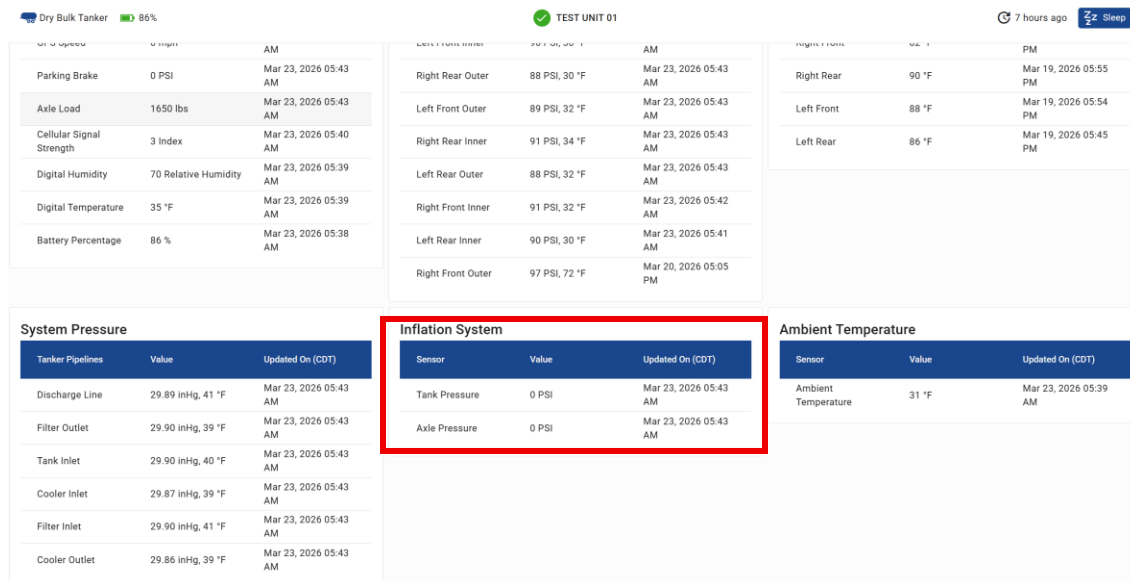 Dry Bulk Tanker 86% TEST UNIT 01 7 hours ago Sleep
GPS Speed 0 mph AM
Parking Brake 0 PSI Mar 23, 2026 05:43 AM
Axle Load 1650 lbs Mar 23, 2026 05:43 AM
Cellular Signal Strength 3 Index Mar 23, 2026 05:40 AM
Digital Humidity 70 Relative Humidity Mar 23, 2026 05:39 AM
Digital Temperature 35 °F Mar 23, 2026 05:39 AM
Battery Percentage 86 % Mar 23, 2026 05:38 AM
Left Front Inner AM
Right Rear Outer 88 PSI, 30 °F Mar 23, 2026 05:43 AM
Left Front Outer 89 PSI, 32 °F Mar 23, 2026 05:43 AM
Right Rear Inner 91 PSI, 34 °F Mar 23, 2026 05:43 AM
Left Rear Outer 88 PSI, 32 °F Mar 23, 2026 05:43 AM
Right Front Inner 91 PSI, 32 °F Mar 23, 2026 05:42 AM
Left Rear Inner 90 PSI, 30 °F Mar 23, 2026 05:41 AM
Right Front Outer 97 PSI, 72 °F Mar 20, 2026 05:05 PM
Right Front PM
Right Rear 90 °F Mar 19, 2026 05:55 PM
Left Front 88 °F Mar 19, 2026 05:54 PM
Left Rear 86 °F Mar 19, 2026 05:45 PM
System Pressure
Tanker Pipelines Value Updated On (CDT)
Discharge Line 29.89 inHg, 41 °F Mar 23, 2026 05:43 AM
Filter Outlet 29.90 inHg, 39 °F Mar 23, 2026 05:43 AM
Tank Inlet 29.90 inHg, 40 °F Mar 23, 2026 05:43 AM
Cooler Inlet 29.87 inHg, 39 °F Mar 23, 2026 05:43 AM
Filter Inlet 29.90 inHg, 41 °F Mar 23, 2026 05:43 AM
Cooler Outlet 29.86 inHg, 39 °F Mar 23, 2026 05:43 AM
Inflation System
Sensor Value Updated On (CDT)
Tank Pressure 0 PSI Mar 23, 2026 05:43 AM
Axle Pressure 0 PSI Mar 23, 2026 05:43 AM
Ambient Temperature
Sensor Value Updated On (CDT)
Ambient Temperature 31 °F Mar 23, 2026 05:39 AM